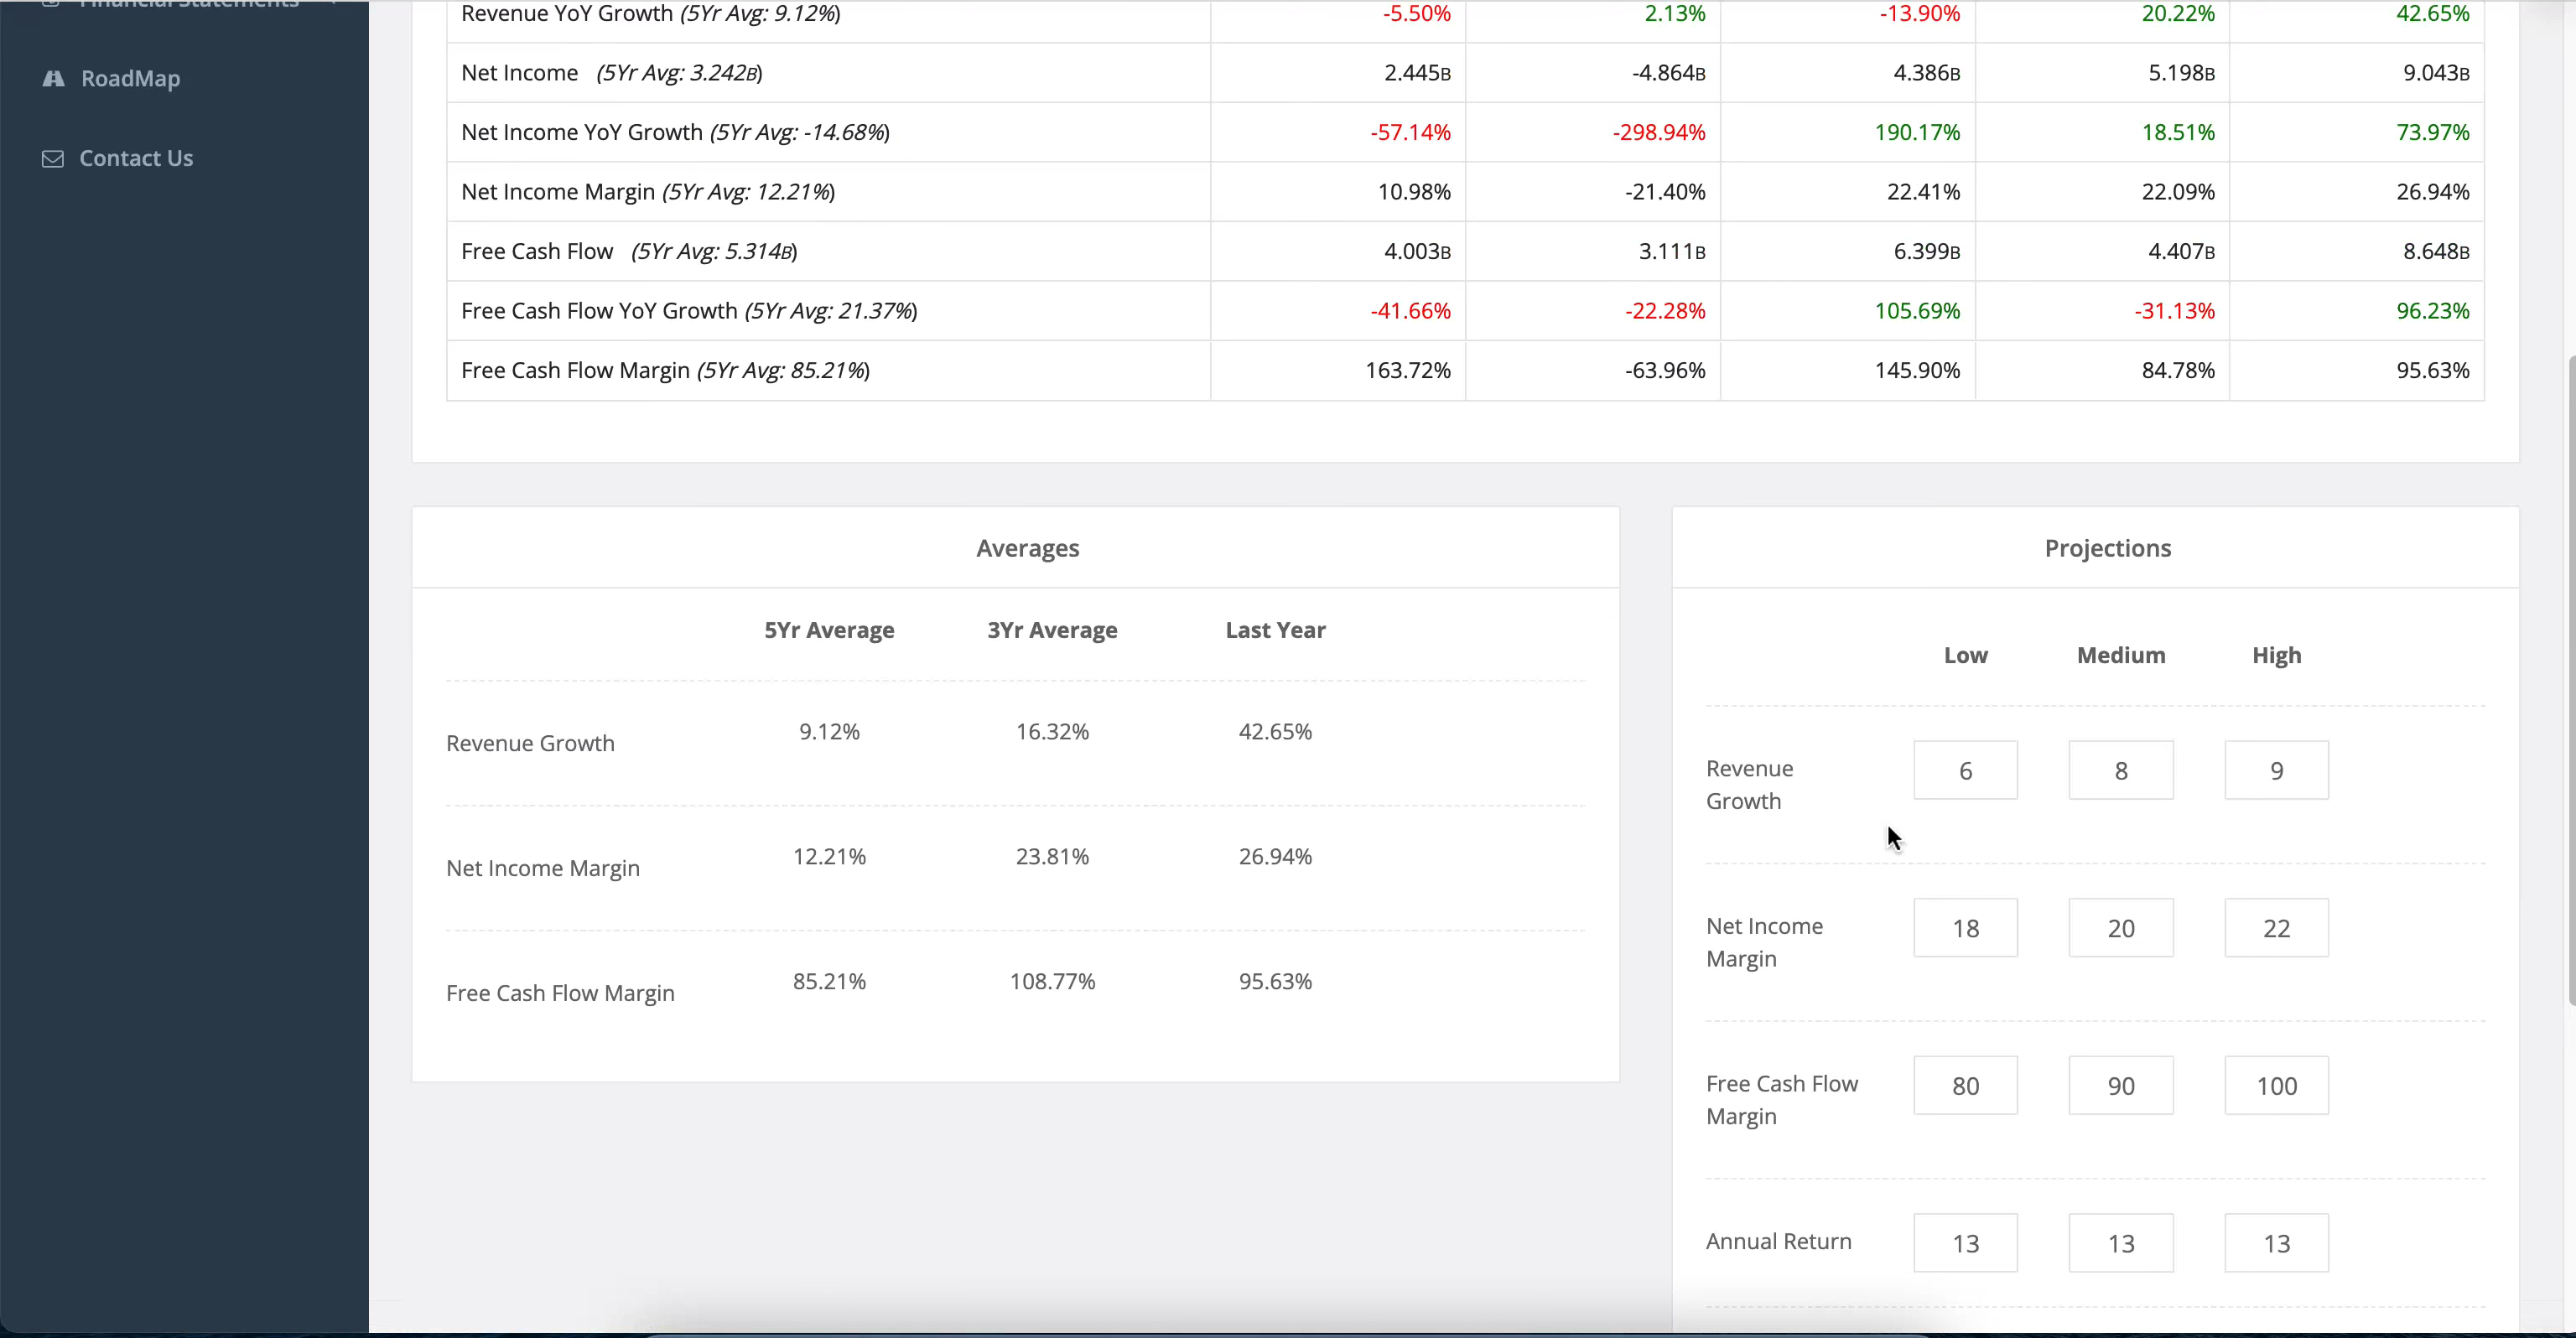 Financial Statements
RoadMap
Contact Us
Revenue YoY Growth (5Yr Avg: 9.12%) -5.50% 2.13% -13.90% 20.22% 42.65%
Net Income (5Yr Avg: 3.242B) 2.445B -4.864B 4.386B 5.198B 9.043B
Net Income YoY Growth (5Yr Avg: -14.68%) -57.14% -298.94% 190.17% 18.51% 73.97%
Net Income Margin (5Yr Avg: 12.21%) 10.98% -21.40% 22.41% 22.09% 26.94%
Free Cash Flow (5Yr Avg: 5.314B) 4.003B 3.111B 6.399B 4.407B 8.648B
Free Cash Flow YoY Growth (5Yr Avg: 21.37%) -41.66% -22.28% 105.69% -31.13% 96.23%
Free Cash Flow Margin (5Yr Avg: 85.21%) 163.72% -63.96% 145.90% 84.78% 95.63%
Averages
5Yr Average 3Yr Average Last Year
Revenue Growth 9.12% 16.32% 42.65%
Net Income Margin 12.21% 23.81% 26.94%
Free Cash Flow Margin 85.21% 108.77% 95.63%
Projections
Low Medium High
Revenue
Growth 6 8 9
Net Income
Margin 18 20 22
Free Cash Flow
Margin 80 90 100
Annual Return 13 13 13